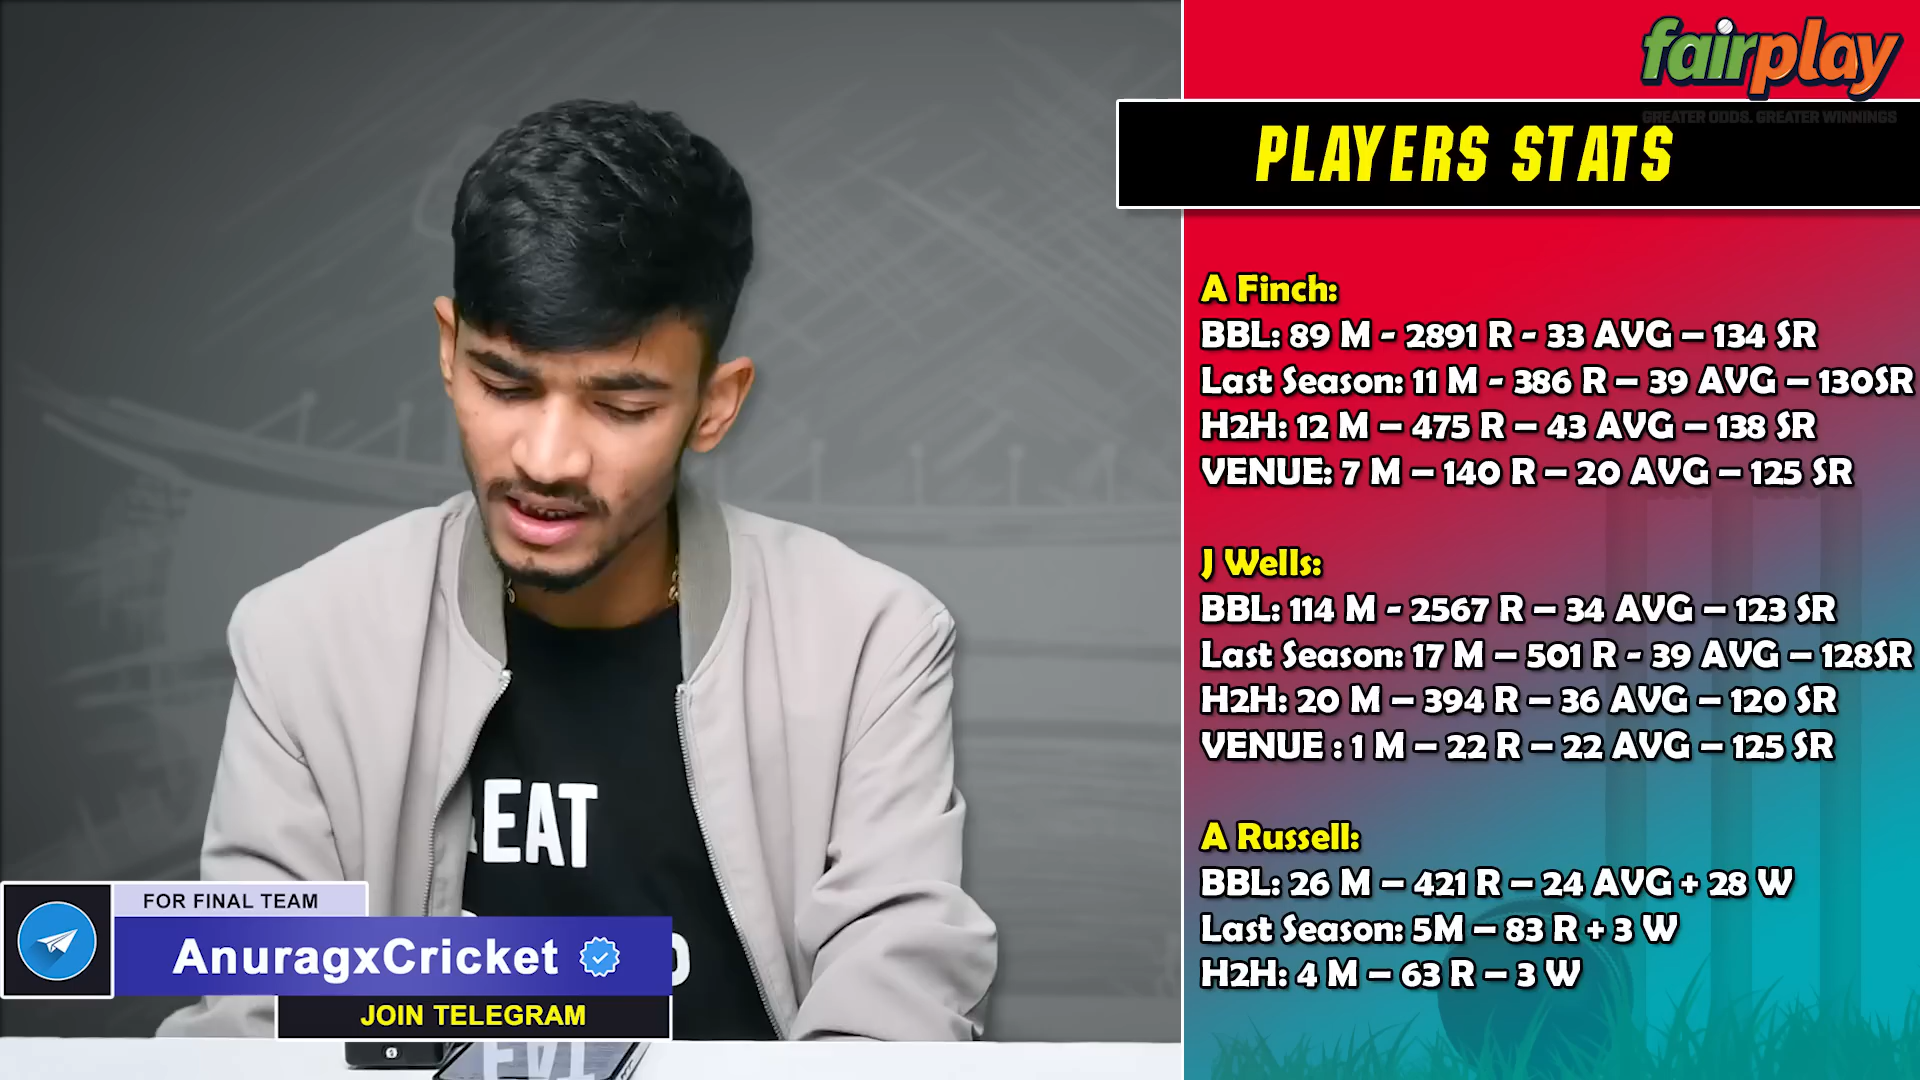 fairplay
GREATER ODDS. GREATER WINNINGS
PLAYERS STATS
A Finch:
BBL: 89 M - 2891 R - 33 AVG – 134 SR
Last Season: 11 M - 386 R – 39 AVG – 130SR
H2H: 12 M – 475 R – 43 AVG – 138 SR
VENUE: 7 M – 140 R – 20 AVG – 125 SR
J Wells:
BBL: 114 M - 2567 R – 34 AVG – 123 SR
Last Season: 17 M – 501 R - 39 AVG – 128SR
H2H: 20 M – 394 R – 36 AVG – 120 SR
VENUE : 1 M – 22 R – 22 AVG – 125 SR
A Russell:
BBL: 26 M – 421 R – 24 AVG + 28 W
Last Season: 5M – 83 R + 3 W
H2H: 4 M – 63 R – 3 W
EAT
FOR FINAL TEAM
AnuragxCricket
JOIN TELEGRAM